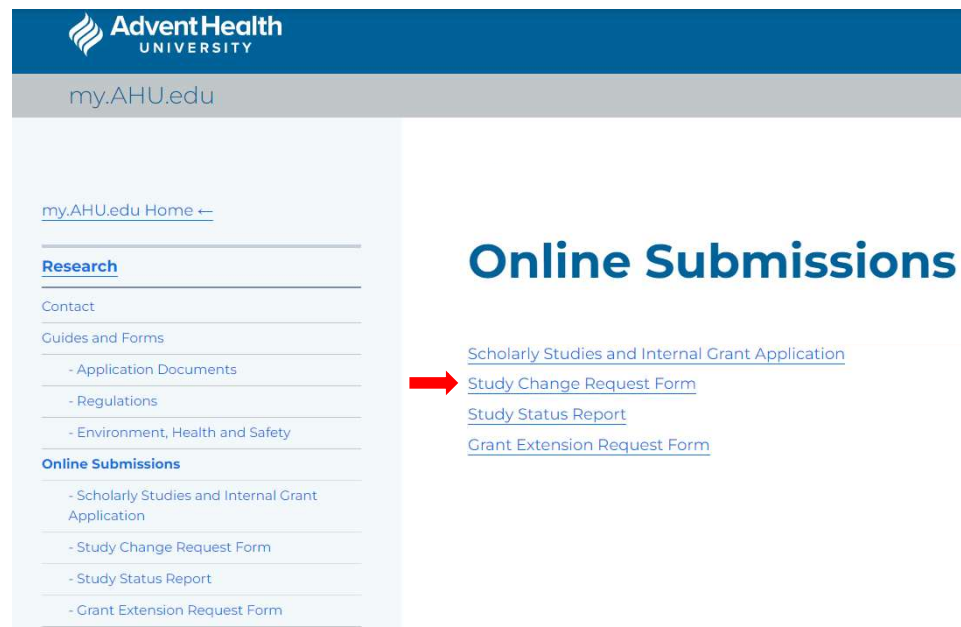 AdventHealth
UNIVERSITY
my.AHU.edu
my.AHU.edu Home ←
Research
Contact
Guides and Forms
- Application Documents
- Regulations
- Environment, Health and Safety
Online Submissions
- Scholarly Studies and Internal Grant
Application
- Study Change Request Form
- Study Status Report
- Grant Extension Request Form
Online Submissions
Scholarly Studies and Internal Grant Application
Study Change Request Form
Study Status Report
Grant Extension Request Form